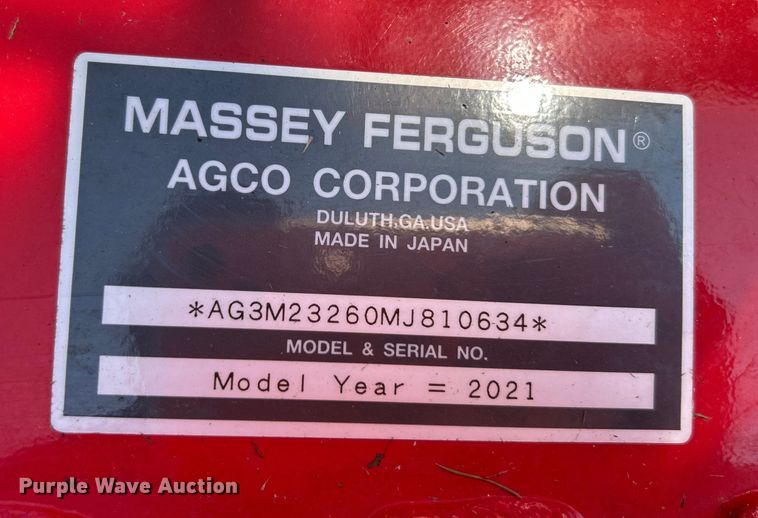 MASSEY FERGUSON®
AGCO CORPORATION
DULUTH.GA.USA
MADE IN JAPAN
*AG3M23260MJ810634*
MODEL & SERIAL NO.
Model Year = 2021
Purple Wave Auction